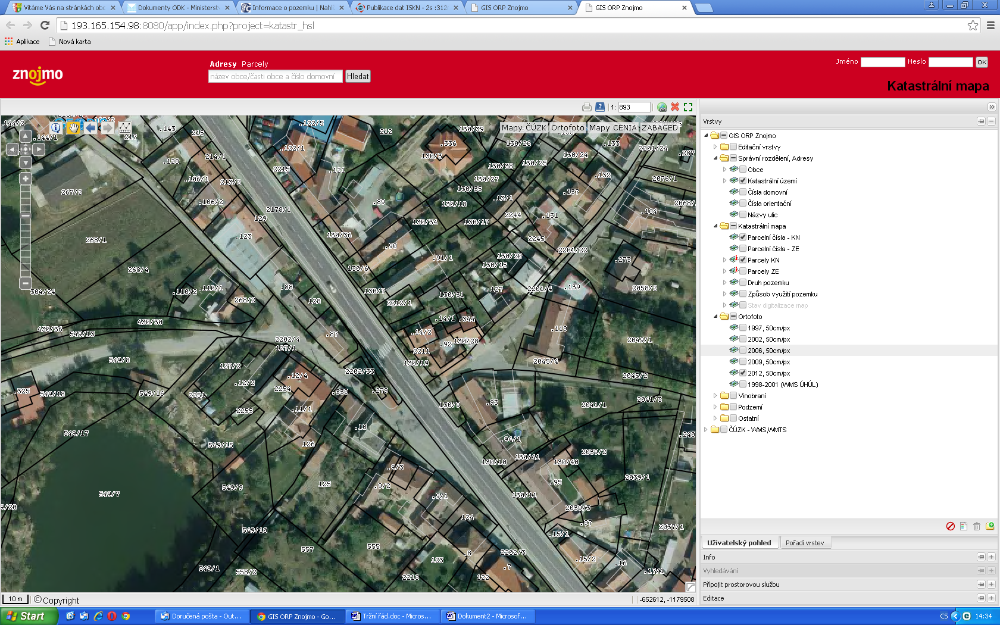 Vítáme Vás na stránkách obc
Dokumenty ODK - Ministerstv
Informace o pozemku | Nahlí
Publikace dat ISKN - 2s :312r
GIS ORP Znojmo
GIS ORP Znojmo
193.165.154.98:8080/app/index.php?project=katastr_hsl
Aplikace
Nová karta
znojmo
Adresy Parcely
název obce/části obce a číslo domovní
Hledat
Jméno
Heslo
OK
Katastrální mapa
1: 893
Mapy ČÚZK
Ortofoto
Mapy CENIA
ZABAGED
.144/2
.143
215
.122/5
212
130/39
.144/1
217
.122/1
.336
130/26
.133
2201/24
.287
214/1
130/3
130/24
.128
2215
.121
130/38
130/25
.132
.106/1
213/2
130/27
2076/1
267/2
130/35
.137
.106/2
2178/1
.89
130/18
.13/1
2068/
129
2244
.131
.164
130/34
130/17
268/1
.123
130/36
2245
.90
2201/22
.91/1
130/20
.273
268/4
130/6
130/15
304/24
.110/2
.110/1
.88
130/7
130/31
.127
2201/4
.139
2058/2
268/2
128
2212/1
.14/1
.344
430/36
549/13
430/30
.87
.14/2
.119
2202/4
.92
130/28
2049/1
127/1
2211
549/8
127/2
130/19
2045/4
2202/33
.12/4
2045/2
.12/2
.325
549/18
549/16
2251
2254
.330
.279
2041/3
2255
.11/1
130/9
.93
2041/1
549/17
.10
.240
549/15
126
.94/1
2039/2
130/10
130/41
130/40
.9/3
2039/1
549/7
549/9
125
.9/2
.95
.9/1
130/11
9/20
2039/3
124
549/10
.97
2037/1
.15/1
557
555
.8
2202/3
549/1
558/2
123
.15/2
.16
.7
2216
122
.17/1
Vrstvy
GIS ORP Znojmo
Editační vrstvy
Správní rozdělení, Adresy
Obce
Katastrální území
Čísla domovní
Čísla orientační
Názvy ulic
Katastrální mapa
Parcelní čísla - KN
Parcelní čísla - ZE
Parcely KN
Parcely ZE
Druh pozemku
Způsob využití pozemku
Stav digitalizace map
Ortofoto
1997, 50cm/px
2002, 50cm/px
2006, 50cm/px
2009, 50cm/px
2012, 50cm/px
1998-2001 (WMS ÚHÚL)
Vinobraní
Podzemí
Ostatní
ČÚZK - WMS,WMTS
Uživatelský pohled
Pořadí vrstev
Info
Vyhledávání
Připojit prostorovou službu
Editace
10 m
© Copyright
-652612, -1179508
Start
Doručená pošta - Out...
GIS ORP Znojmo - Go...
Tržní řád.doc - Micros...
Dokument2 - Microsof...
CS
14:34